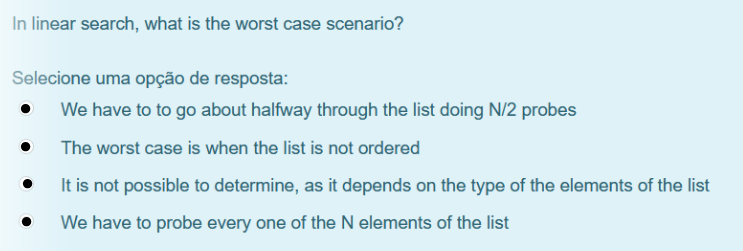 In linear search, what is the worst case scenario?
Selecione uma opção de resposta:
We have to to go about halfway through the list doing N/2 probes
The worst case is when the list is not ordered
It is not possible to determine, as it depends on the type of the elements of the list
We have to probe every one of the N elements of the list